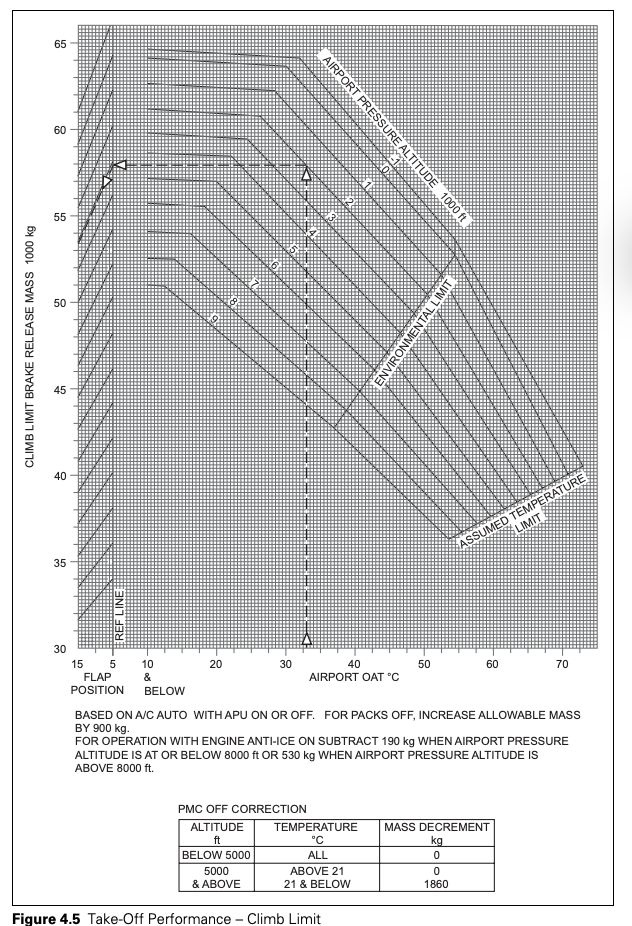 65
60
55
50
45
40
35
30
CLIMB LIMIT BRAKE RELEASE MASS 1000 kg
AIRPORT PRESSURE ALTITUDE 1000 ft
-1
0
1
2
3
4
5
6
7
8
9
ENVIRONMENTAL LIMIT
ASSUMED TEMPERATURE
LIMIT
REF LINE
15 5 10 20 30 40 50 60 70
FLAP & AIRPORT OAT °C
POSITION BELOW
BASED ON A/C AUTO WITH APU ON OR OFF. FOR PACKS OFF, INCREASE ALLOWABLE MASS
BY 900 kg.
FOR OPERATION WITH ENGINE ANTI-ICE ON SUBTRACT 190 kg WHEN AIRPORT PRESSURE
ALTITUDE IS AT OR BELOW 8000 ft OR 530 kg WHEN AIRPORT PRESSURE ALTITUDE IS
ABOVE 8000 ft.
PMC OFF CORRECTION
ALTITUDE TEMPERATURE MASS DECREMENT
ft °C kg
BELOW 5000 ALL 0
5000 ABOVE 21 0
& ABOVE 21 & BELOW 1860
Figure 4.5 Take-Off Performance – Climb Limit